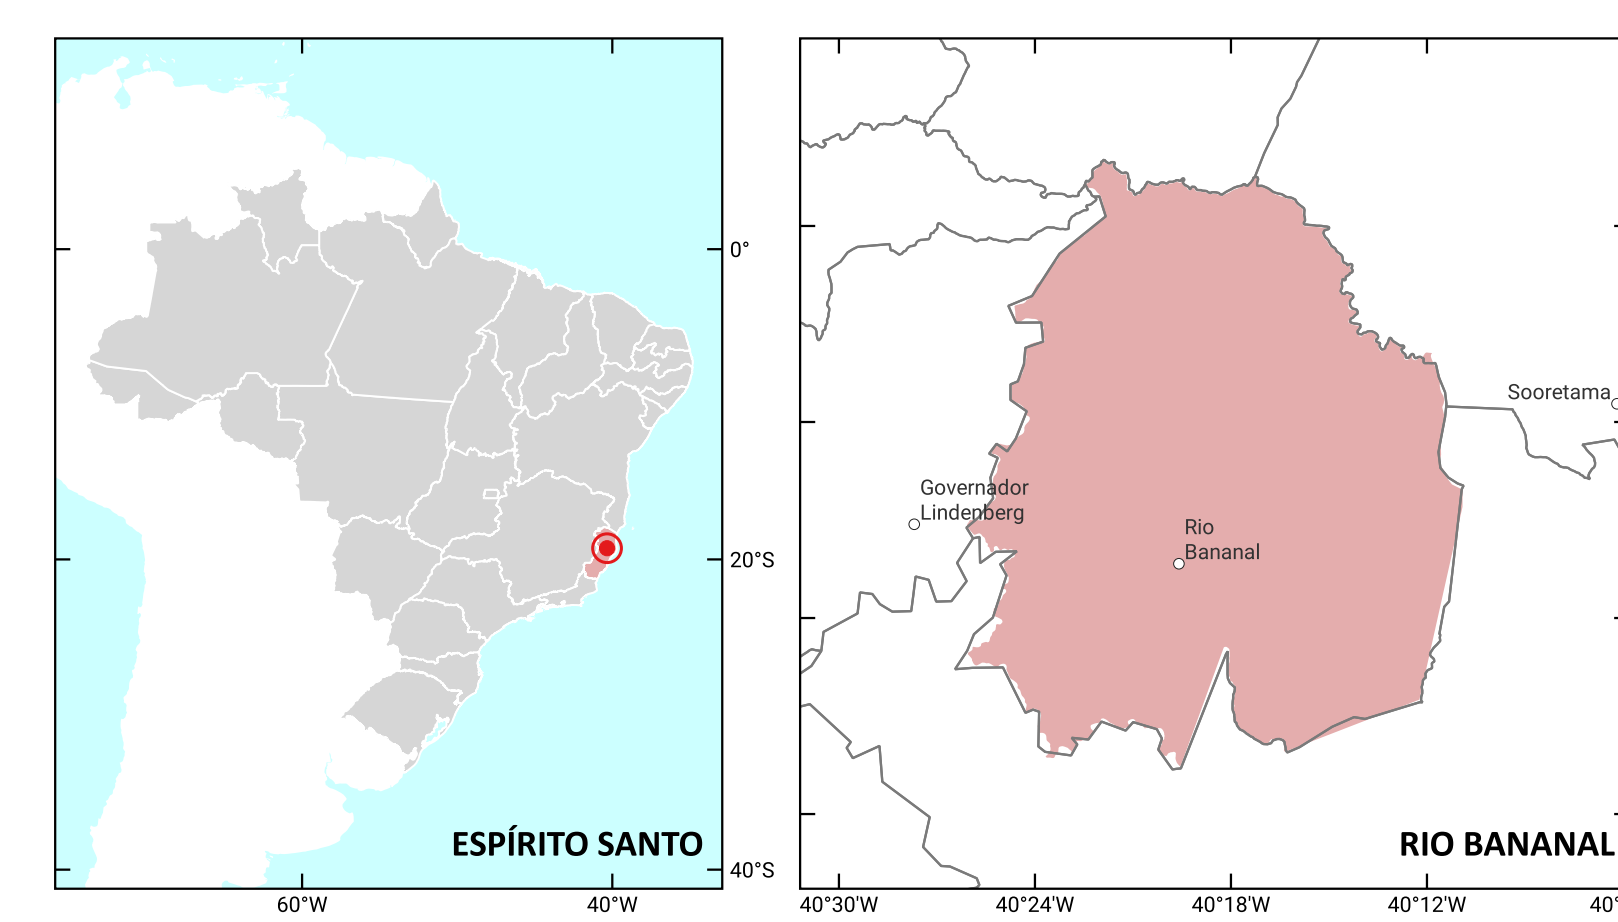 0°
20°S
40°S
60°W
40°W
ESPÍRITO SANTO
Sooretama
Governador
Lindenberg
Rio
Bananal
RIO BANANAL
40°30'W
40°24'W
40°18'W
40°12'W
40°